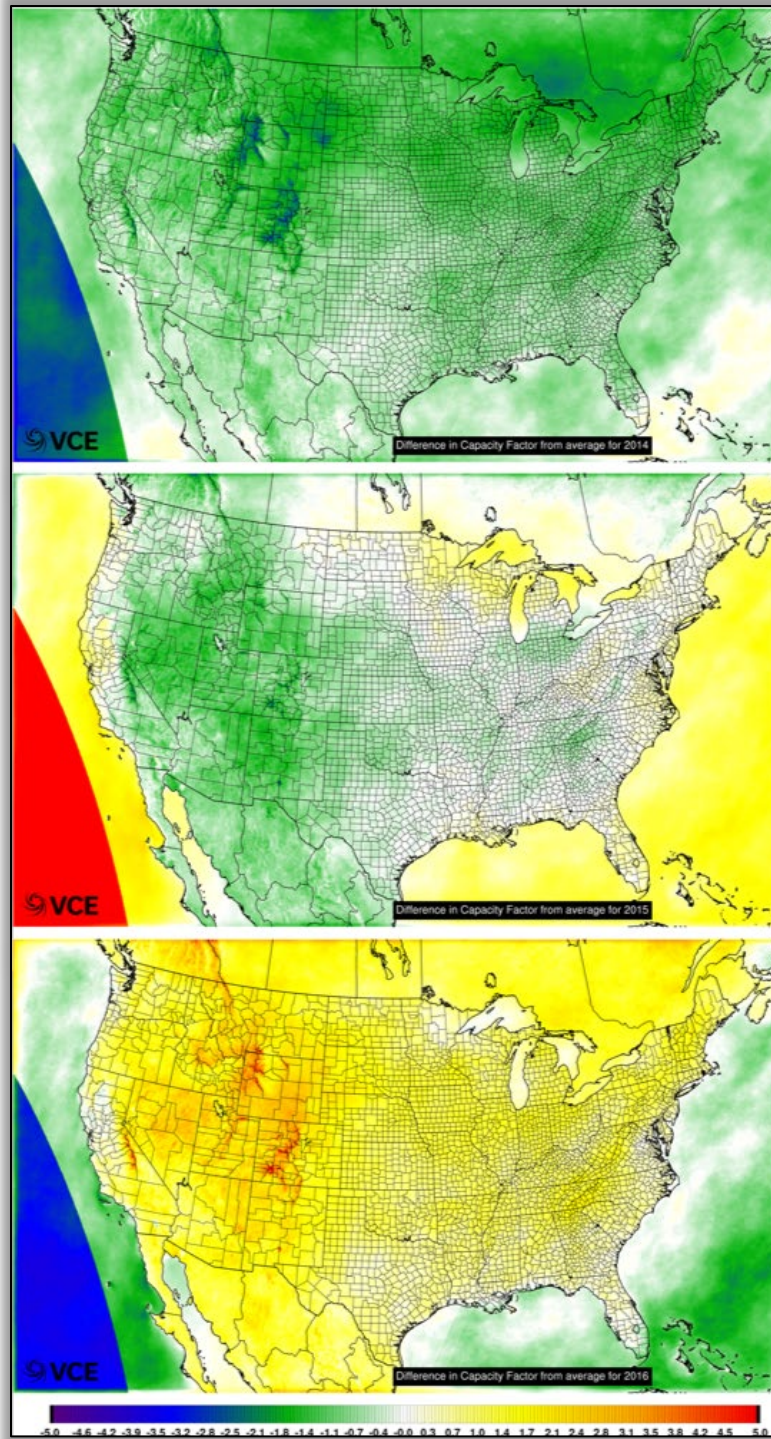 VCE
Difference in Capacity Factor from average for 2014
VCE
Difference in Capacity Factor from average for 2015
VCE
Difference in Capacity Factor from average for 2016
-5.0 -4.6 -4.2 -3.9 -3.6 -3.2 -2.8 -2.5 -2.1 -1.8 -1.4 -1.1 -0.7 -0.4 -0.0 0.3 0.7 1.0 1.4 1.7 2.1 2.4 2.8 3.1 3.5 3.8 4.2 4.5 5.0